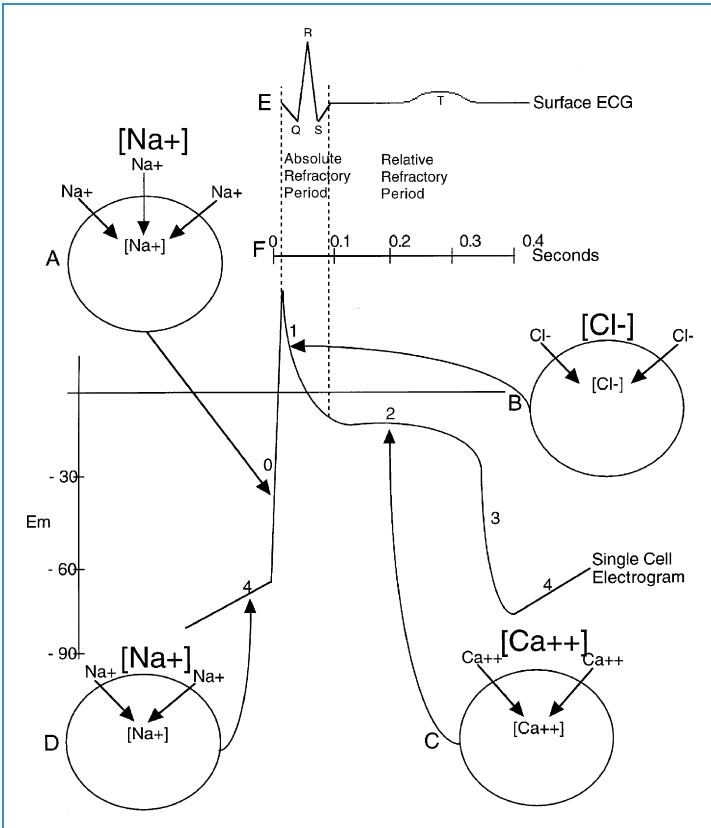 R
E
Q
S
T
Surface ECG
[Na+]
Na+
Na+
Na+
[Na+]
A
Absolute
Refractory
Period
Relative
Refractory
Period
F
0
0.1
0.2
0.3
0.4
Seconds
1
[Cl-]
Cl-
Cl-
[Cl-]
B
2
0
- 30
Em
3
- 60
4
4
Single Cell
Electrogram
- 90
[Na+]
Na+
Na+
[Na+]
D
[Ca++]
Ca++
Ca++
[Ca++]
C